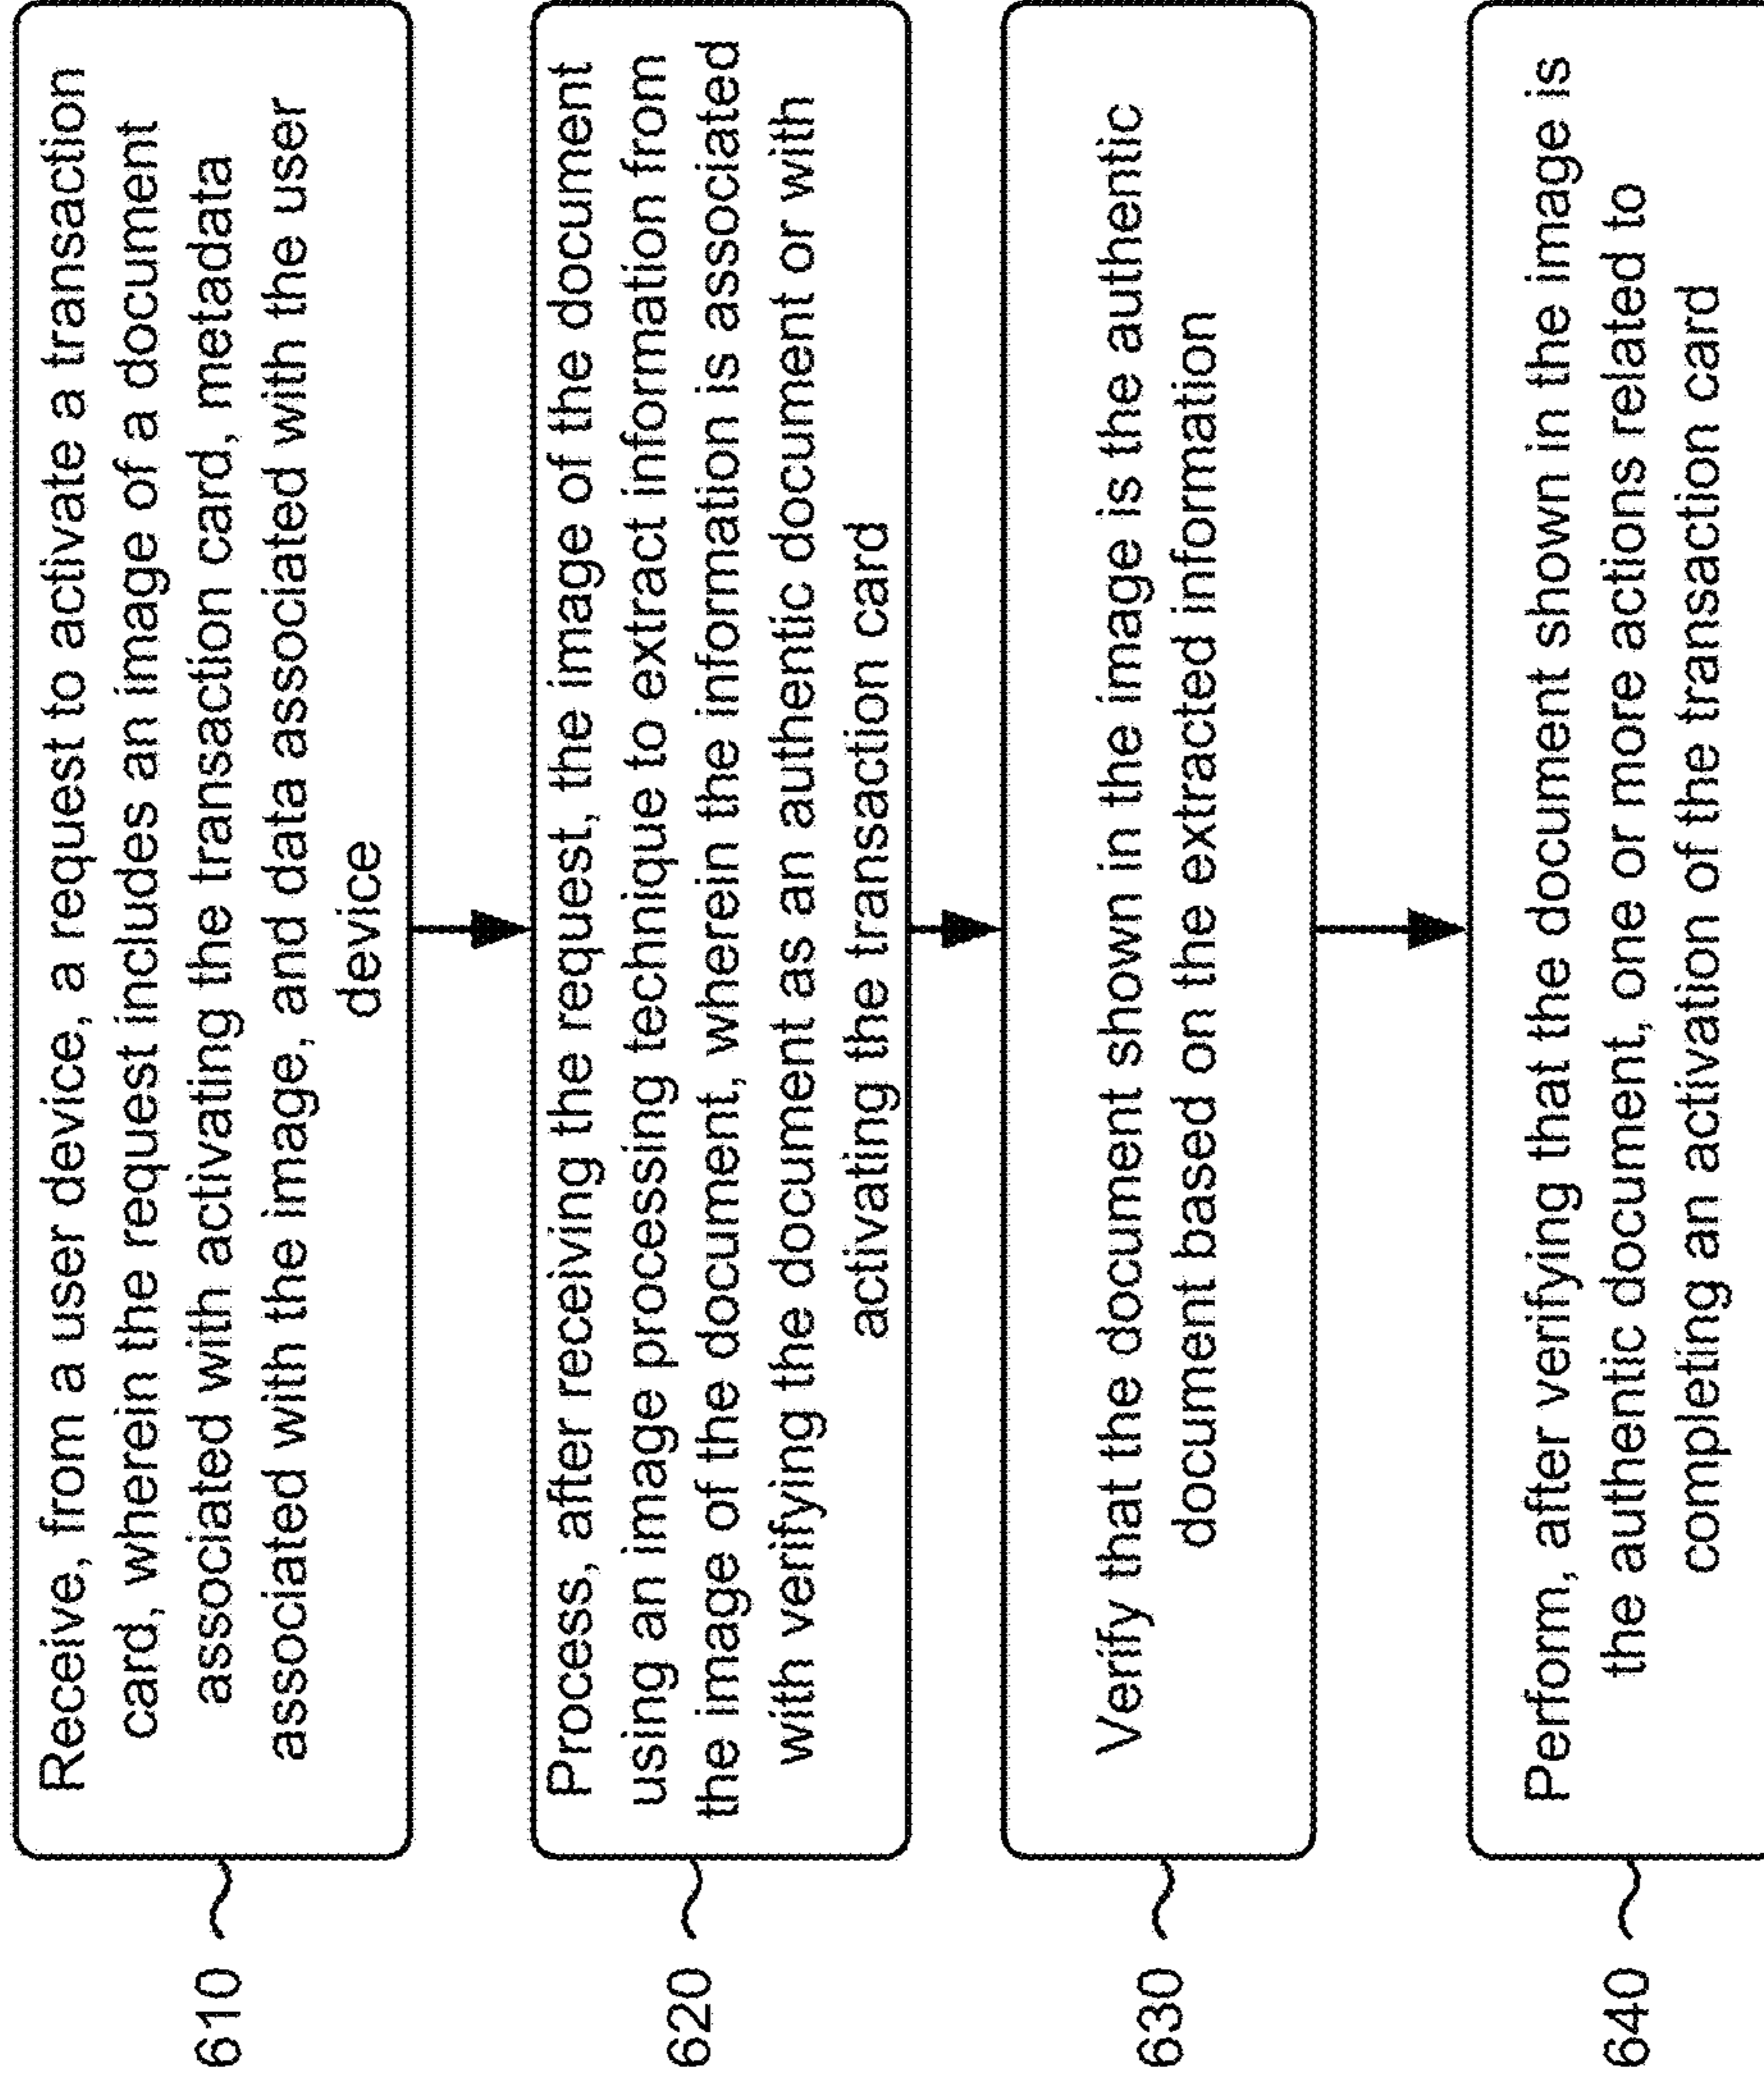 610
Receive, from a user device, a request to activate a transaction
card, wherein the request includes an image of a document
associated with activating the transaction card, metadata
associated with the image, and data associated with the user
device
620
Process, after receiving the request, the image of the document
using an image processing technique to extract information from
the image of the document, wherein the information is associated
with verifying the document as an authentic document or with
activating the transaction card
630
Verify that the document shown in the image is the authentic
document based on the extracted information
640
Perform, after verifying that the document shown in the image is
the authentic document, one or more actions related to
completing an activation of the transaction card